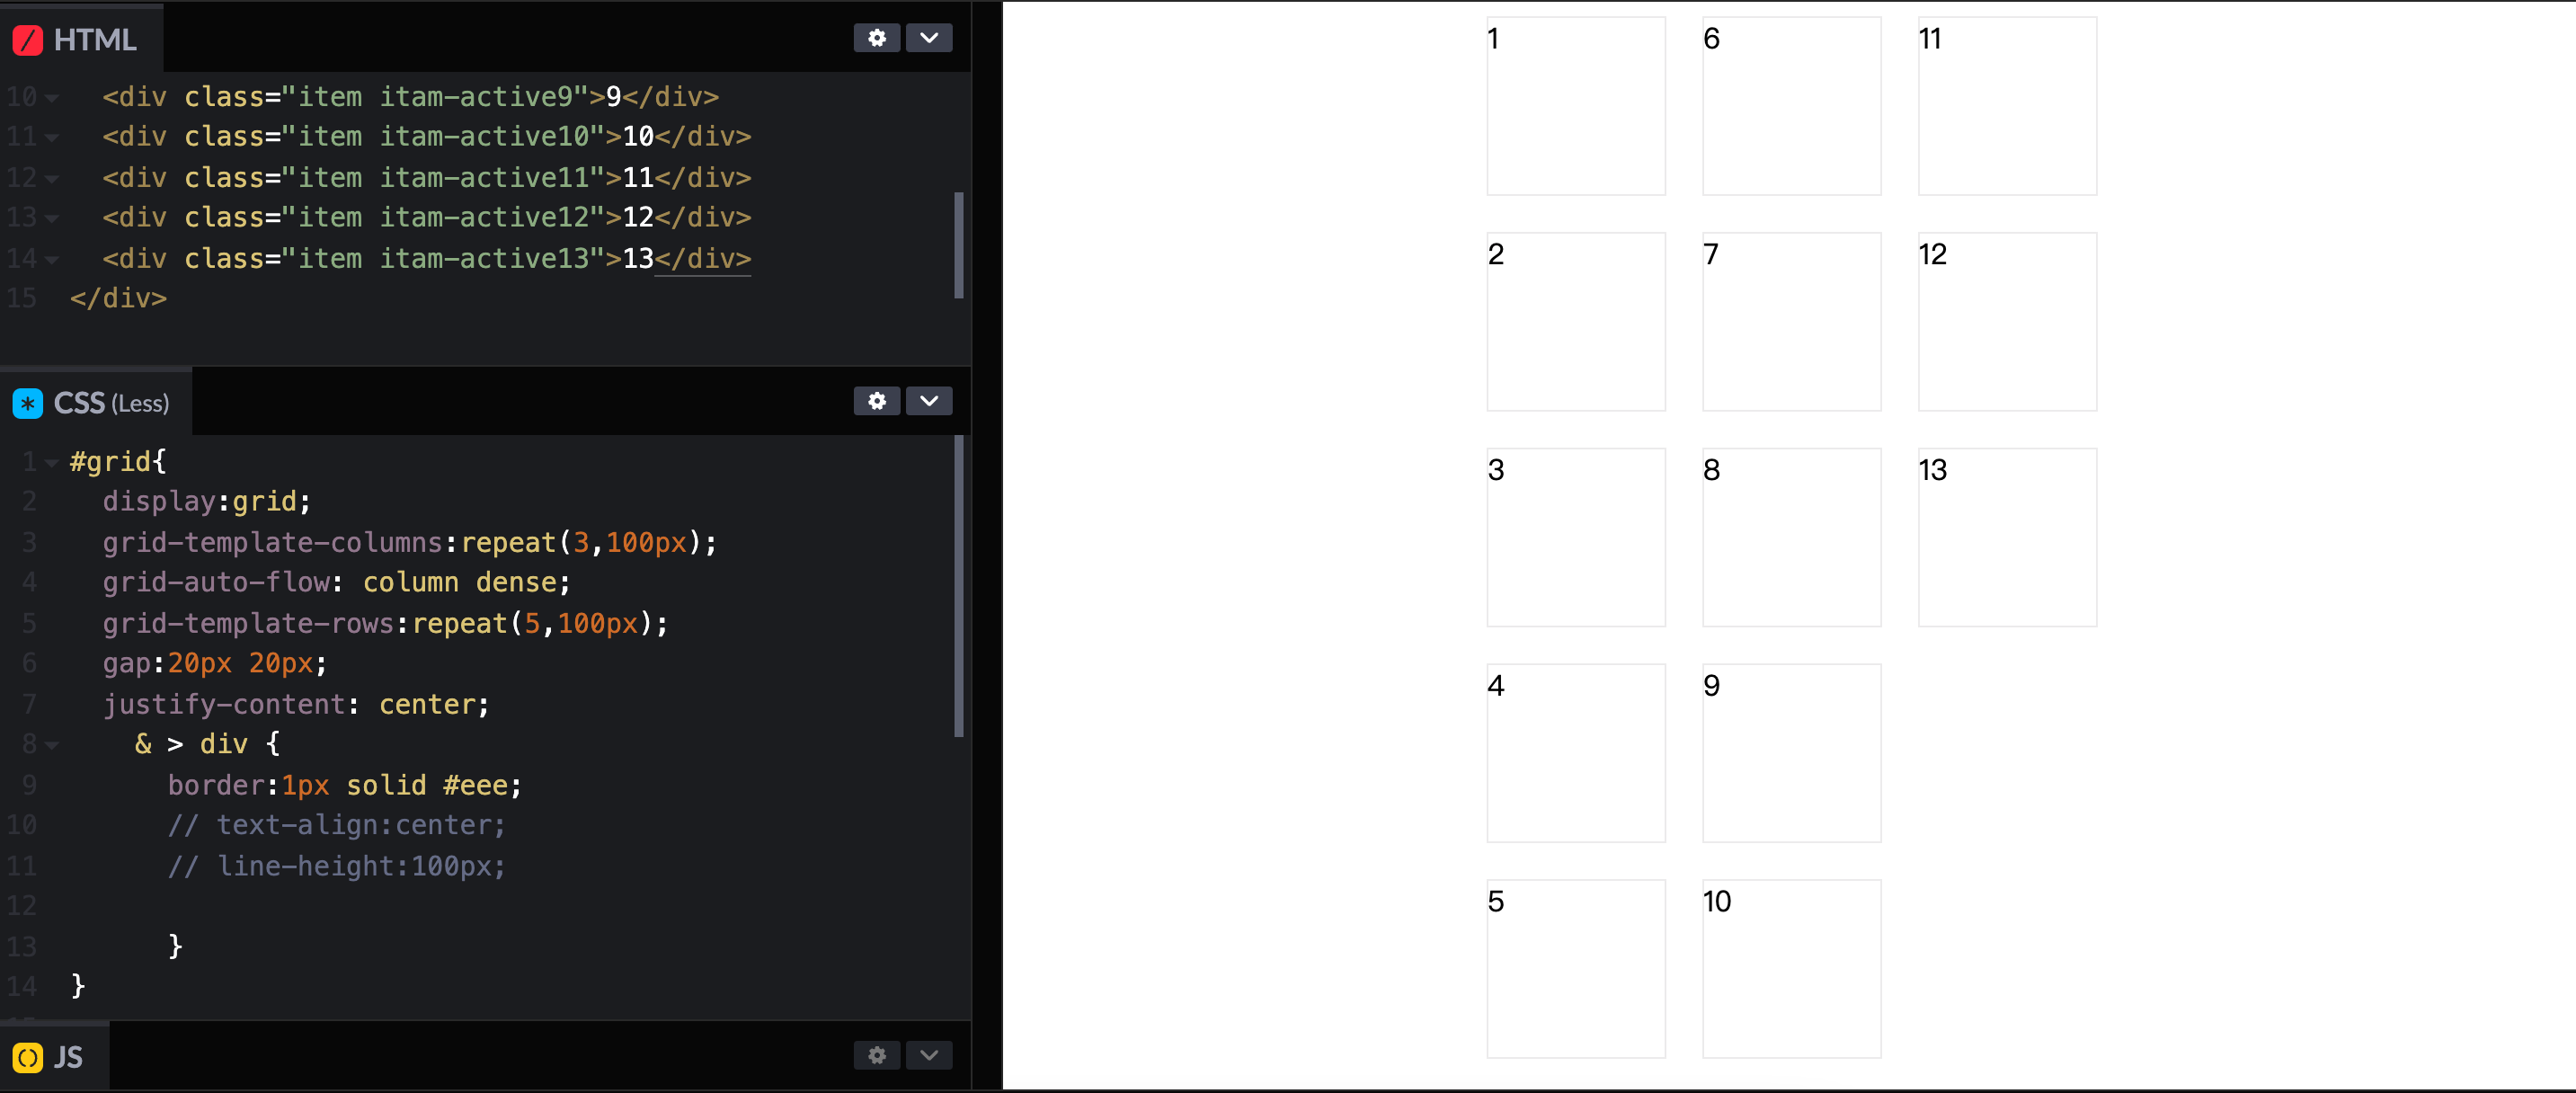 HTML
10 <div class="item itam-active9">9</div>
11 <div class="item itam-active10">10</div>
12 <div class="item itam-active11">11</div>
13 <div class="item itam-active12">12</div>
14 <div class="item itam-active13">13</div>
15 </div>
CSS (Less)
1 #grid{
2 display:grid;
3 grid-template-columns:repeat(3,100px);
4 grid-auto-flow: column dense;
5 grid-template-rows:repeat(5,100px);
6 gap:20px 20px;
7 justify-content: center;
8 & > div {
9 border:1px solid #eee;
10 // text-align:center;
11 // line-height:100px;
12
13 }
14 }
JS
1 6 11
2 7 12
3 8 13
4 9
5 10